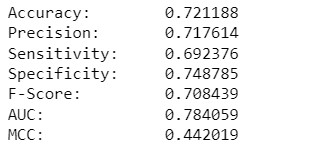 Accuracy: 0.721188
Precision: 0.717614
Sensitivity: 0.692376
Specificity: 0.748785
F-Score: 0.708439
AUC: 0.784059
MCC: 0.442019